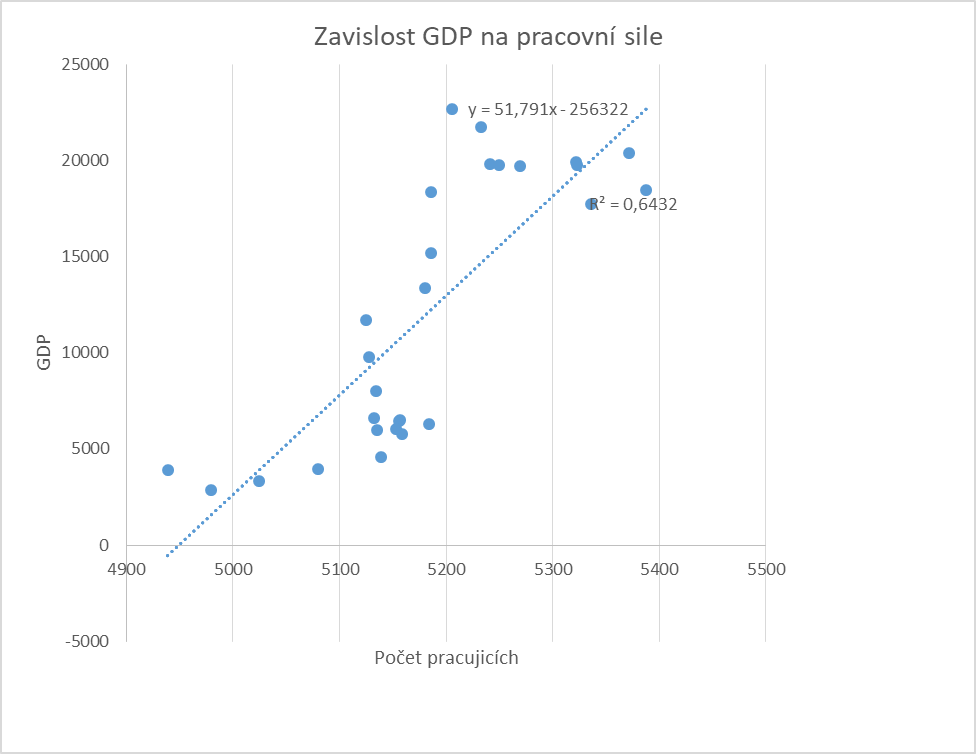 Zavislost GDP na pracovní sile
25000
20000
15000
10000
5000
0
-5000
GDP
y = 51,791x - 256322
R² = 0,6432
4900 5000 5100 5200 5300 5400 5500
Počet pracujicích